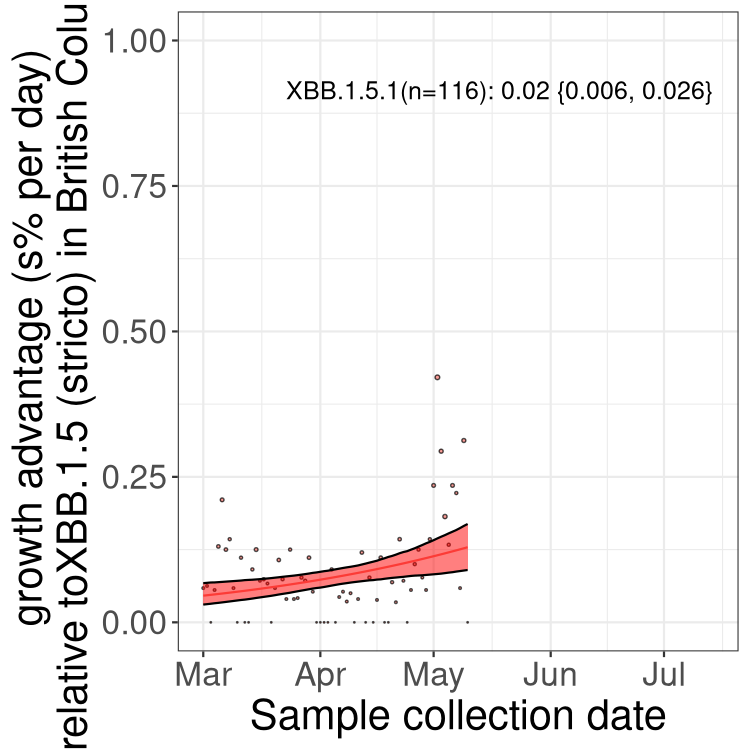 growth advantage (s% per day)
relative toXBB.1.5 (stricto) in British Colu
1.00
0.75
0.50
0.25
0.00
XBB.1.5.1(n=116): 0.02 {0.006, 0.026}
Mar Apr May Jun Jul
Sample collection date